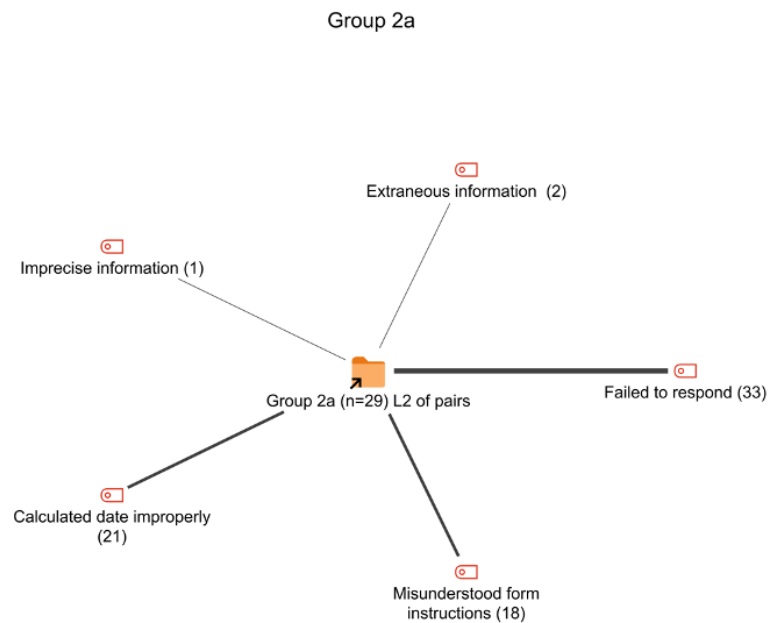 Group 2a
Extraneous information (2)
Imprecise information (1)
Failed to respond (33)
Group 2a (n=29) L2 of pairs
Calculated date improperly
(21)
Misunderstood form
instructions (18)